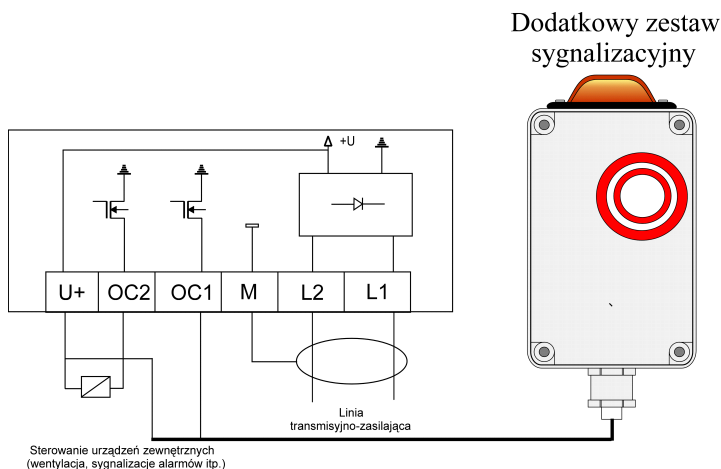 Dodatkowy zestaw
sygnalizacyjny
+U
U+ OC2 OC1 M L2 L1
Linia
transmisyjno-zasilająca
Sterowanie urządzeń zewnętrznych
(wentylacja, sygnalizacje alarmów itp.)